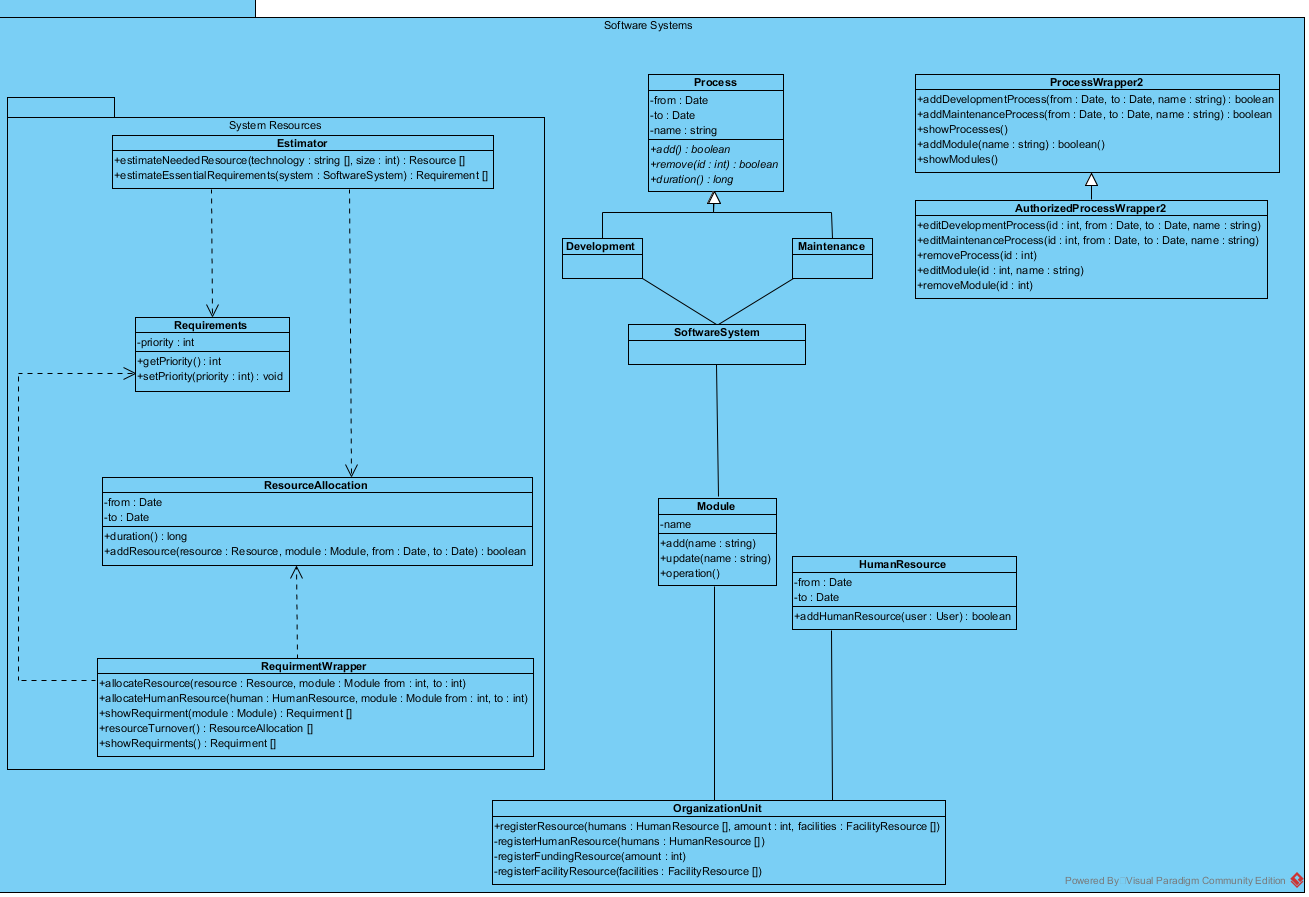 Software Systems
System Resources
Estimator
+estimateNeededResource(technology : string [], size : int) : Resource []
+estimateEssentialRequirements(system : SoftwareSystem) : Requirement []
Requirements
-priority : int
+getPriority() : int
+setPriority(priority : int) : void
ResourceAllocation
-from : Date
-to : Date
+duration() : long
+addResource(resource : Resource, module : Module, from : Date, to : Date) : boolean
RequirmentWrapper
+allocateResource(resource : Resource, module : Module from : int, to : int)
+allocateHumanResource(human : HumanResource, module : Module from : int, to : int)
+showRequirment(module : Module) : Requirment []
+resourceTurnover() : ResourceAllocation []
+showRequirments() : Requirment []
Process
-from : Date
-to : Date
-name : string
+add() : boolean
+remove(id : int) : boolean
+duration() : long
Development
Maintenance
SoftwareSystem
Module
-name
+add(name : string)
+update(name : string)
+operation()
HumanResource
-from : Date
-to : Date
+addHumanResource(user : User) : boolean
OrganizationUnit
+registerResource(humans : HumanResource [], amount : int, facilities : FacilityResource [])
-registerHumanResource(humans : HumanResource [])
-registerFundingResource(amount : int)
-registerFacilityResource(facilities : FacilityResource [])
ProcessWrapper2
+addDevelopmentProcess(from : Date, to : Date, name : string) : boolean
+addMaintenanceProcess(from : Date, to : Date, name : string) : boolean
+showProcesses()
+addModule(name : string) : boolean()
+showModules()
AuthorizedProcessWrapper2
+editDevelopmentProcess(id : int, from : Date, to : Date, name : string)
+editMaintenanceProcess(id : int, from : Date, to : Date, name : string)
+removeProcess(id : int)
+editModule(id : int, name : string)
+removeModule(id : int)
Powered By Visual Paradigm Community Edition